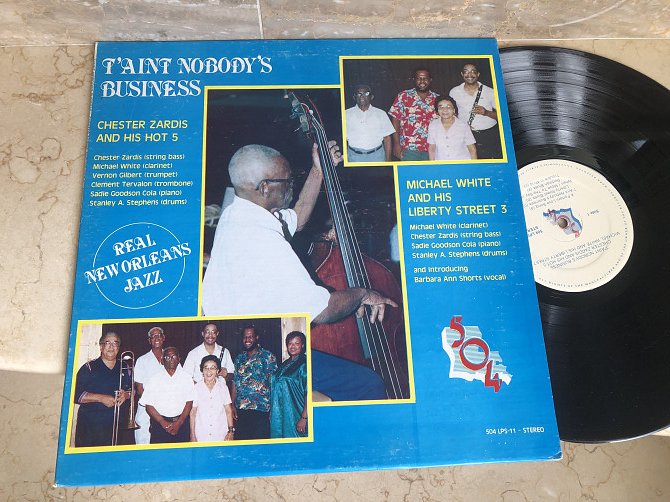 T'AINT NOBODY'S
BUSINESS
CHESTER ZARDIS
AND HIS HOT 5
Chester Zardis (string bass)
Michael White (clarinet)
Vernon Gilbert (trumpet)
Clement Tervalon (trombone)
Sadie Goodson Cola (piano)
Stanley A. Stephens (drums)
REAL
NEW ORLEANS
JAZZ
MICHAEL WHITE
AND HIS
LIBERTY STREET 3
Michael White (clarinet)
Chester Zardis (string bass)
Sadie Goodson Cola (piano)
Stanley A. Stephens (drums)
and introducing
Barbara Ann Shorts (vocal)
504
504 LPS-11 - STEREO